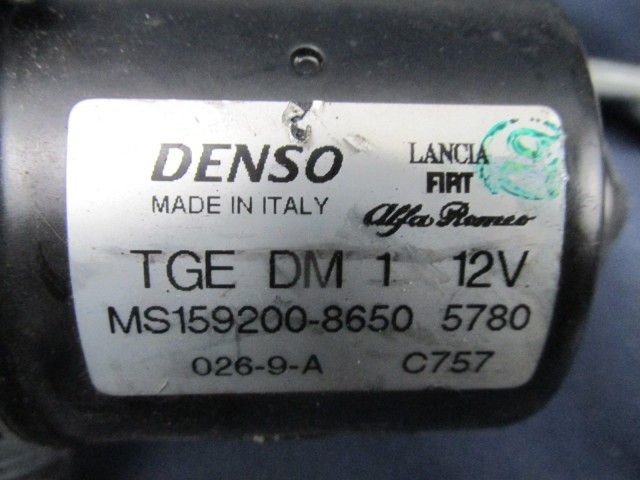 DENSO
MADE IN ITALY
LANCIA
FIAT
Alfa Romeo
TGE DM 1 12V
MS159200-8650 5780
026-9-A C757